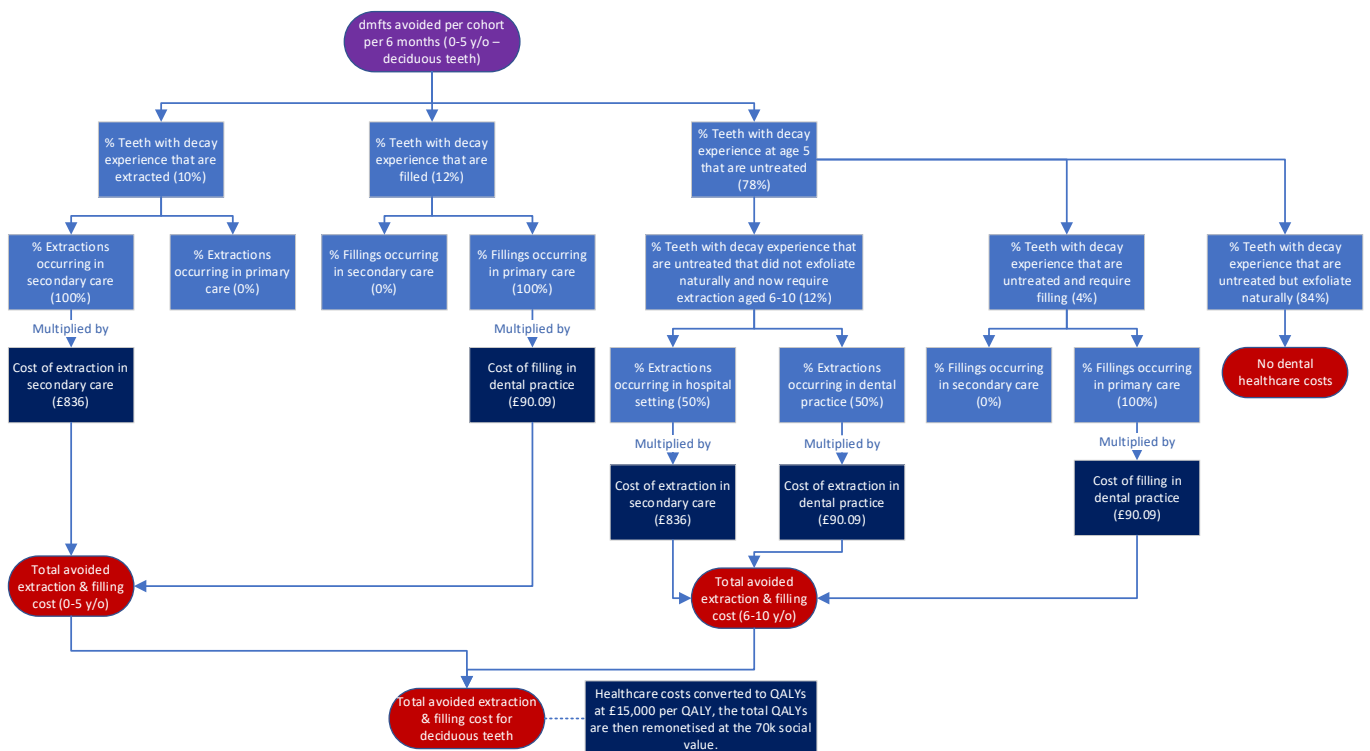 dmfts avoided per cohort
per 6 months (0-5 y/o –
deciduous teeth)
% Teeth with decay
experience that are
extracted (10%)
% Teeth with decay
experience that are
filled (12%)
% Teeth with decay
experience at age 5
that are untreated
(78%)
% Extractions
occurring in
secondary care
(100%)
% Extractions
occurring in primary
care (0%)
% Fillings occurring
in secondary care
(0%)
% Fillings occurring
in primary care
(100%)
% Teeth with decay experience that
are untreated that did not exfoliate
naturally and now require
extraction aged 6-10 (12%)
% Teeth with decay
experience that are
untreated and require
filling (4%)
% Teeth with decay
experience that are
untreated but exfoliate
naturally (84%)
Multiplied by
Multiplied by
Cost of extraction in
secondary care
(£836)
Cost of filling in
dental practice
(£90.09)
% Extractions
occurring in hospital
setting (50%)
% Extractions
occurring in dental
practice (50%)
% Fillings occurring
in secondary care
(0%)
% Fillings occurring
in primary care
(100%)
No dental
healthcare costs
Multiplied by
Multiplied by
Multiplied by
Cost of extraction in
secondary care
(£836)
Cost of extraction in
dental practice
(£90.09)
Cost of filling in
dental practice
(£90.09)
Total avoided
extraction & filling
cost (0-5 y/o)
Total avoided
extraction & filling
cost (6-10 y/o)
Total avoided extraction
& filling cost for
deciduous teeth
Healthcare costs converted to QALYs
at £15,000 per QALY, the total QALYs
are then remonetised at the 70k social
value.